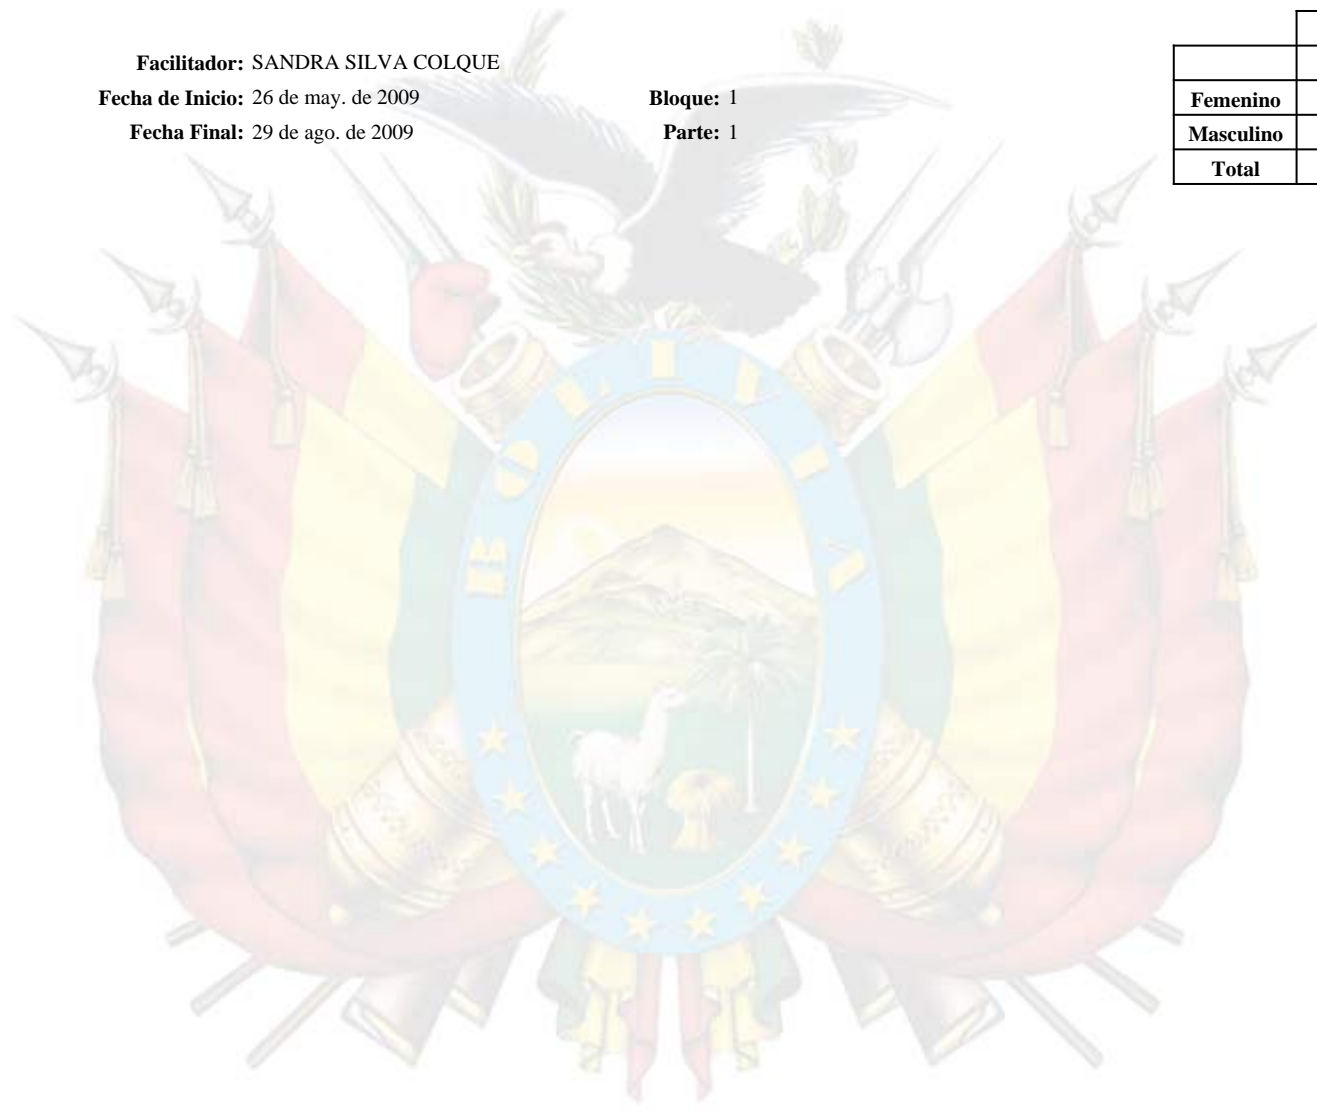 Facilitador: SANDRA SILVA COLQUE
Fecha de Inicio: 26 de may. de 2009 Bloque: 1
Fecha Final: 29 de ago. de 2009 Parte: 1
Femenino
Masculino
Total
BOLIVIA